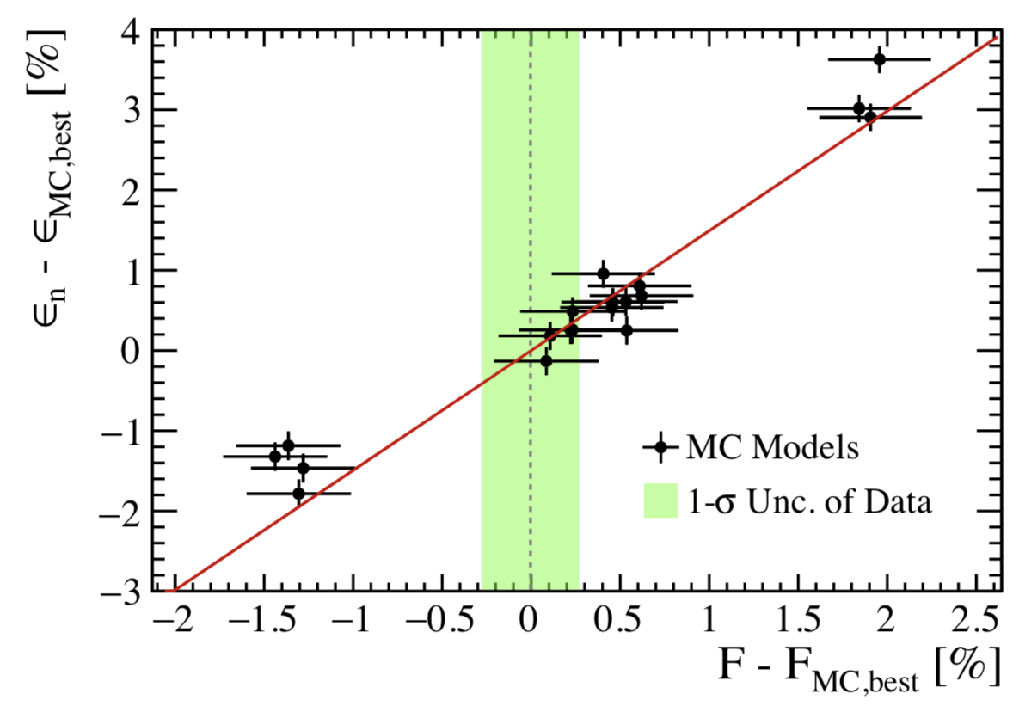 ϵn - ϵMC,best [%]
4
3
2
1
0
−1
−2
−3
MC Models
1-σ Unc. of Data
−2 −1.5 −1 −0.5 0 0.5 1 1.5 2 2.5
F - FMC,best [%]